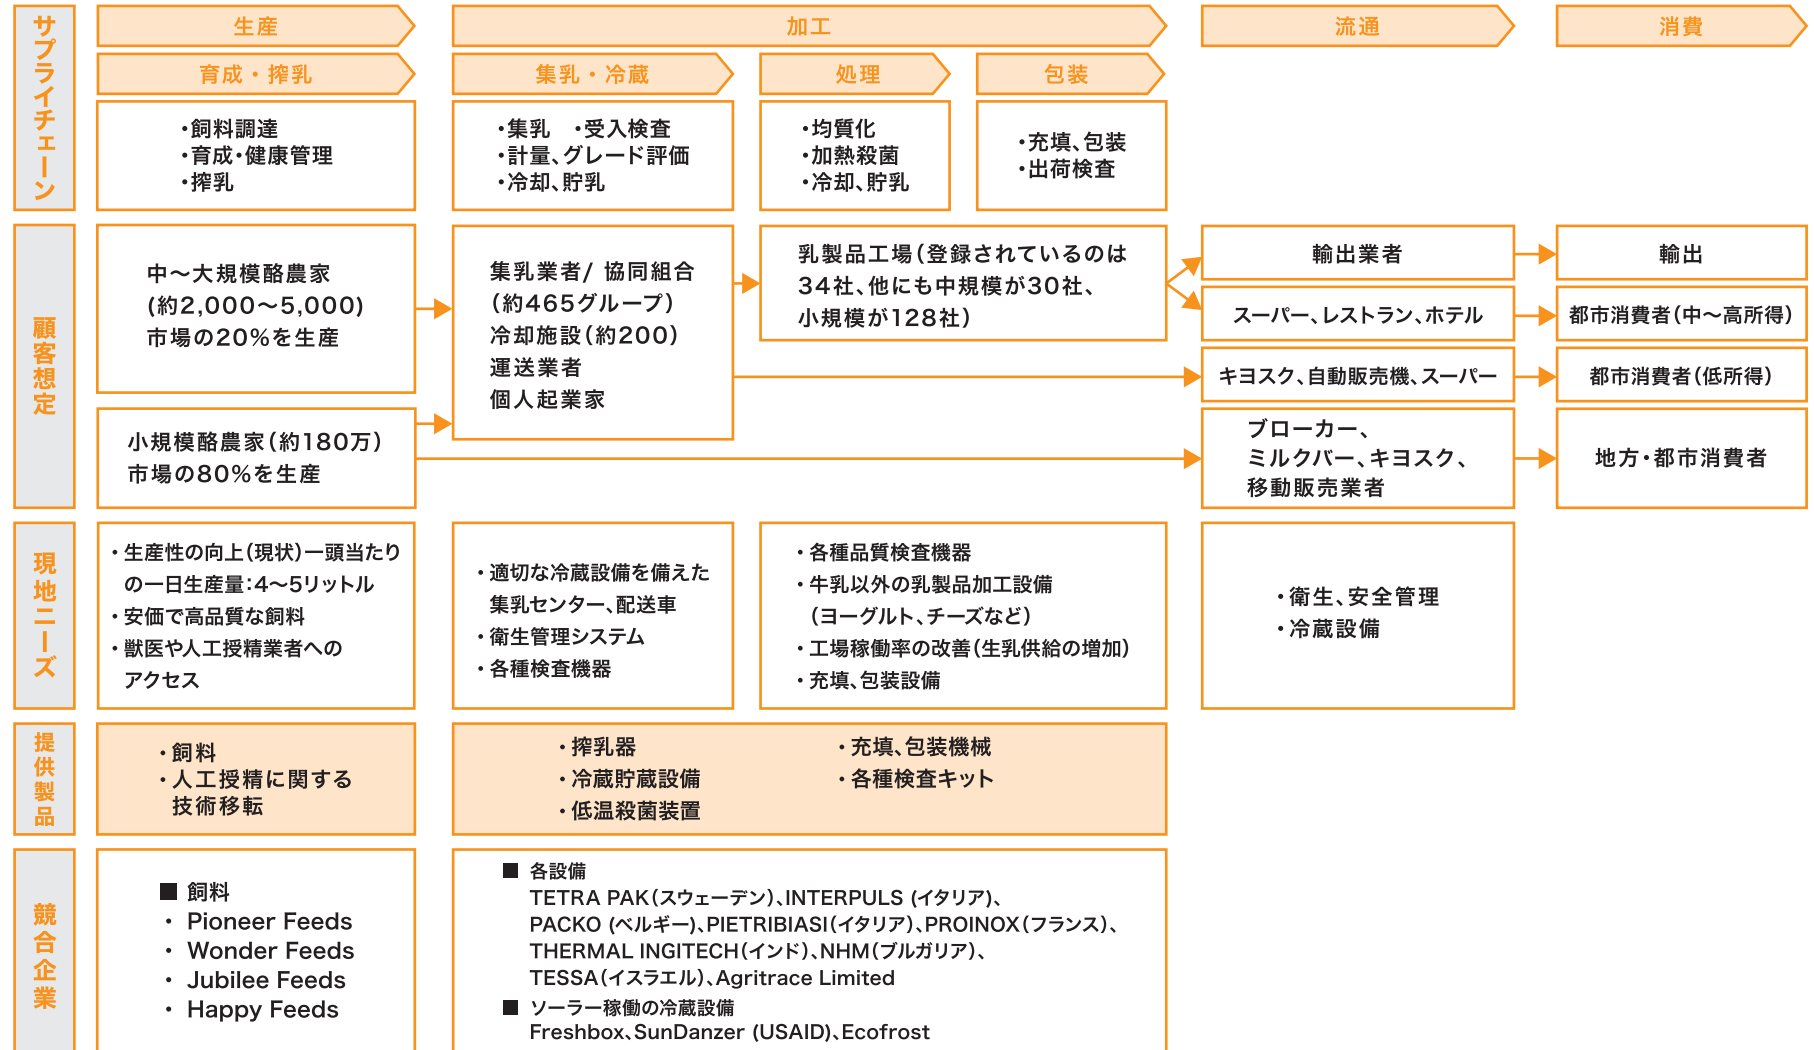 サプライチェーン
生産
加工
流通
消費
育成・搾乳
集乳・冷蔵
処理
包装
・飼料調達
・育成・健康管理
・搾乳
・集乳　・受入検査
・計量、グレード評価
・冷却、貯乳
・均質化
・加熱殺菌
・冷却、貯乳
・充填、包装
・出荷検査
顧客想定
中〜大規模酪農家
(約2,000〜5,000)
市場の20%を生産
小規模酪農家（約180万）
市場の80%を生産
集乳業者/ 協同組合
（約465グループ）
冷却施設（約200）
運送業者
個人起業家
乳製品工場（登録されているのは
34社、他にも中規模が30社、
小規模が128社）
輸出業者
輸出
スーパー、レストラン、ホテル
都市消費者（中〜高所得）
キヨスク、自動販売機、スーパー
都市消費者（低所得）
ブローカー、
ミルクバー、キヨスク、
移動販売業者
地方・都市消費者
現地ニーズ
・生産性の向上（現状）一頭当たり
の一日生産量：4〜5リットル
・安価で高品質な飼料
・獣医や人工授精業者への
アクセス
・適切な冷蔵設備を備えた
集乳センター、配送車
・衛生管理システム
・各種検査機器
・各種品質検査機器
・牛乳以外の乳製品加工設備
（ヨーグルト、チーズなど）
・工場稼働率の改善（生乳供給の増加）
・充填、包装設備
・衛生、安全管理
・冷蔵設備
提供製品
・飼料
・人工授精に関する
技術移転
・搾乳器
・冷蔵貯蔵設備
・低温殺菌装置
・充填、包装機械
・各種検査キット
競合企業
■ 飼料
・ Pioneer Feeds
・ Wonder Feeds
・ Jubilee Feeds
・ Happy Feeds
■ 各設備
TETRA PAK（スウェーデン）、INTERPULS (イタリア)、
PACKO (ベルギー)、PIETRIBIASI（イタリア）、PROINOX（フランス）、
THERMAL INGITECH（インド）、NHM（ブルガリア）、
TESSA（イスラエル）、Agritrace Limited
■ ソーラー稼働の冷蔵設備
Freshbox、SunDanzer (USAID)、Ecofrost